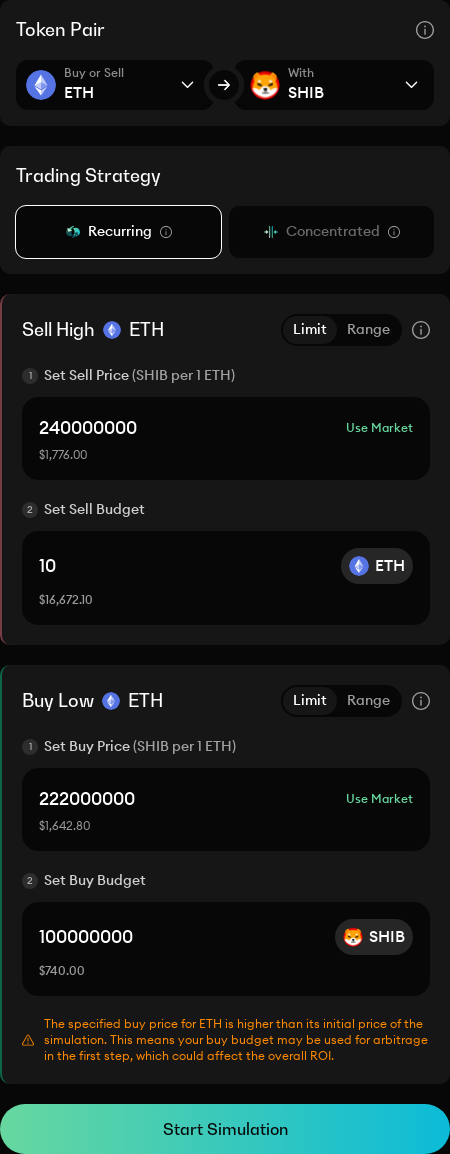 Token Pair
Buy or Sell
ETH
With
SHIB
Trading Strategy
Recurring
Concentrated
Sell High ETH
Limit Range
1 Set Sell Price (SHIB per 1 ETH)
240000000
Use Market
$1,776.00
2 Set Sell Budget
10
ETH
$16,672.10
Buy Low ETH
Limit Range
1 Set Buy Price (SHIB per 1 ETH)
222000000
Use Market
$1,642.80
2 Set Buy Budget
100000000
SHIB
$740.00
The specified buy price for ETH is higher than its initial price of the
simulation. This means your buy budget may be used for arbitrage
in the first step, which could affect the overall ROI.
Start Simulation